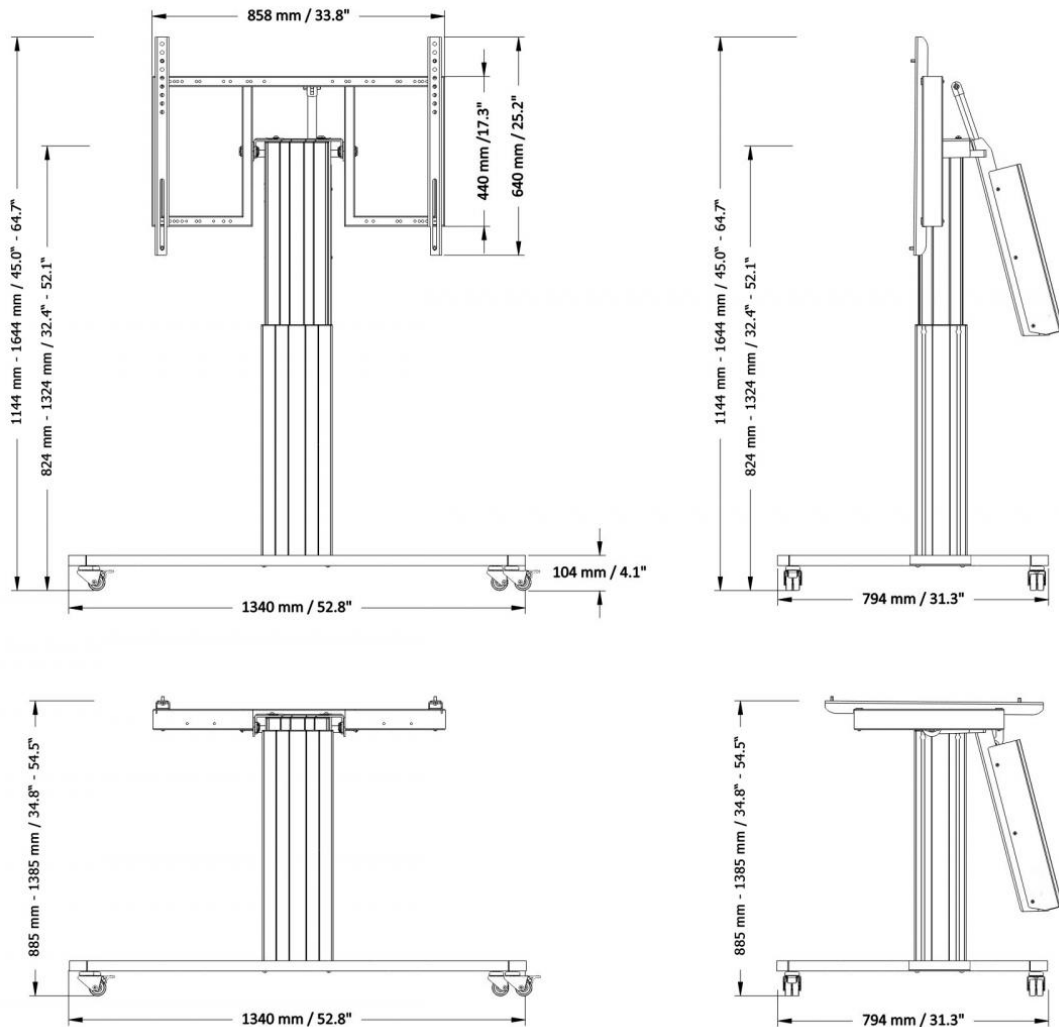 858 mm / 33.8"
1144 mm - 1644 mm / 45.0" - 64.7"
824 mm - 1324 mm / 32.4" - 52.1"
440 mm /17.3"
640 mm / 25.2"
104 mm / 4.1"
1340 mm / 52.8"
1144 mm - 1644 mm / 45.0" - 64.7"
824 mm - 1324 mm / 32.4" - 52.1"
794 mm / 31.3"
885 mm - 1385 mm / 34.8" - 54.5"
1340 mm / 52.8"
885 mm - 1385 mm / 34.8" - 54.5"
794 mm / 31.3"